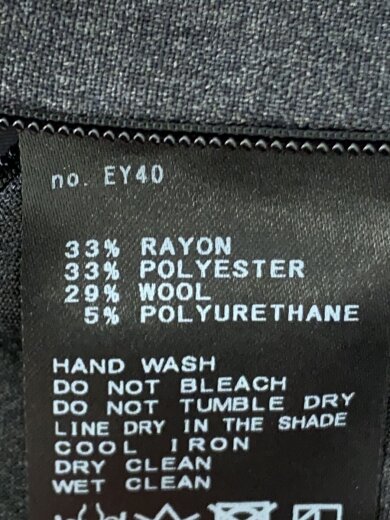 no. EY40
33% RAYON
33% POLYESTER
29% WOOL
5% POLYURETHANE
HAND WASH
DO NOT BLEACH
DO NOT TUMBLE DRY
LINE DRY IN THE SHADE
COOL IRON
DRY CLEAN
WET CLEAN